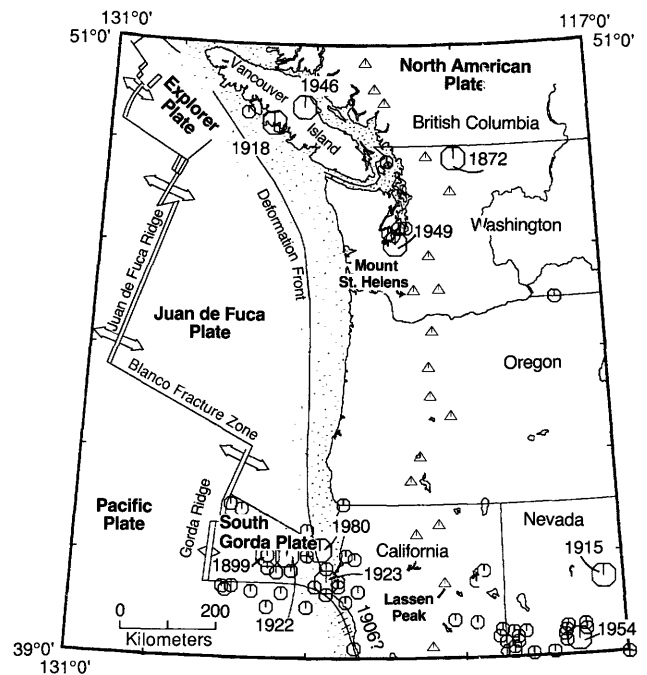 131°0'
51°0'
117°0'
51°0'
North American
Plate
Explorer
Plate
Vancouver
Island
1946
British Columbia
1918
1872
Juan de Fuca Ridge
Deformation Front
1949
Washington
Mount
St. Helens
Juan de Fuca
Plate
Oregon
Blanco Fracture Zone
Pacific
Plate
Gorda Ridge
South
Gorda Plate
1980
California
Nevada
1899
1923
1915
Lassen
Peak
0 200
Kilometers
1922
1906?
1954
39°0'
131°0'